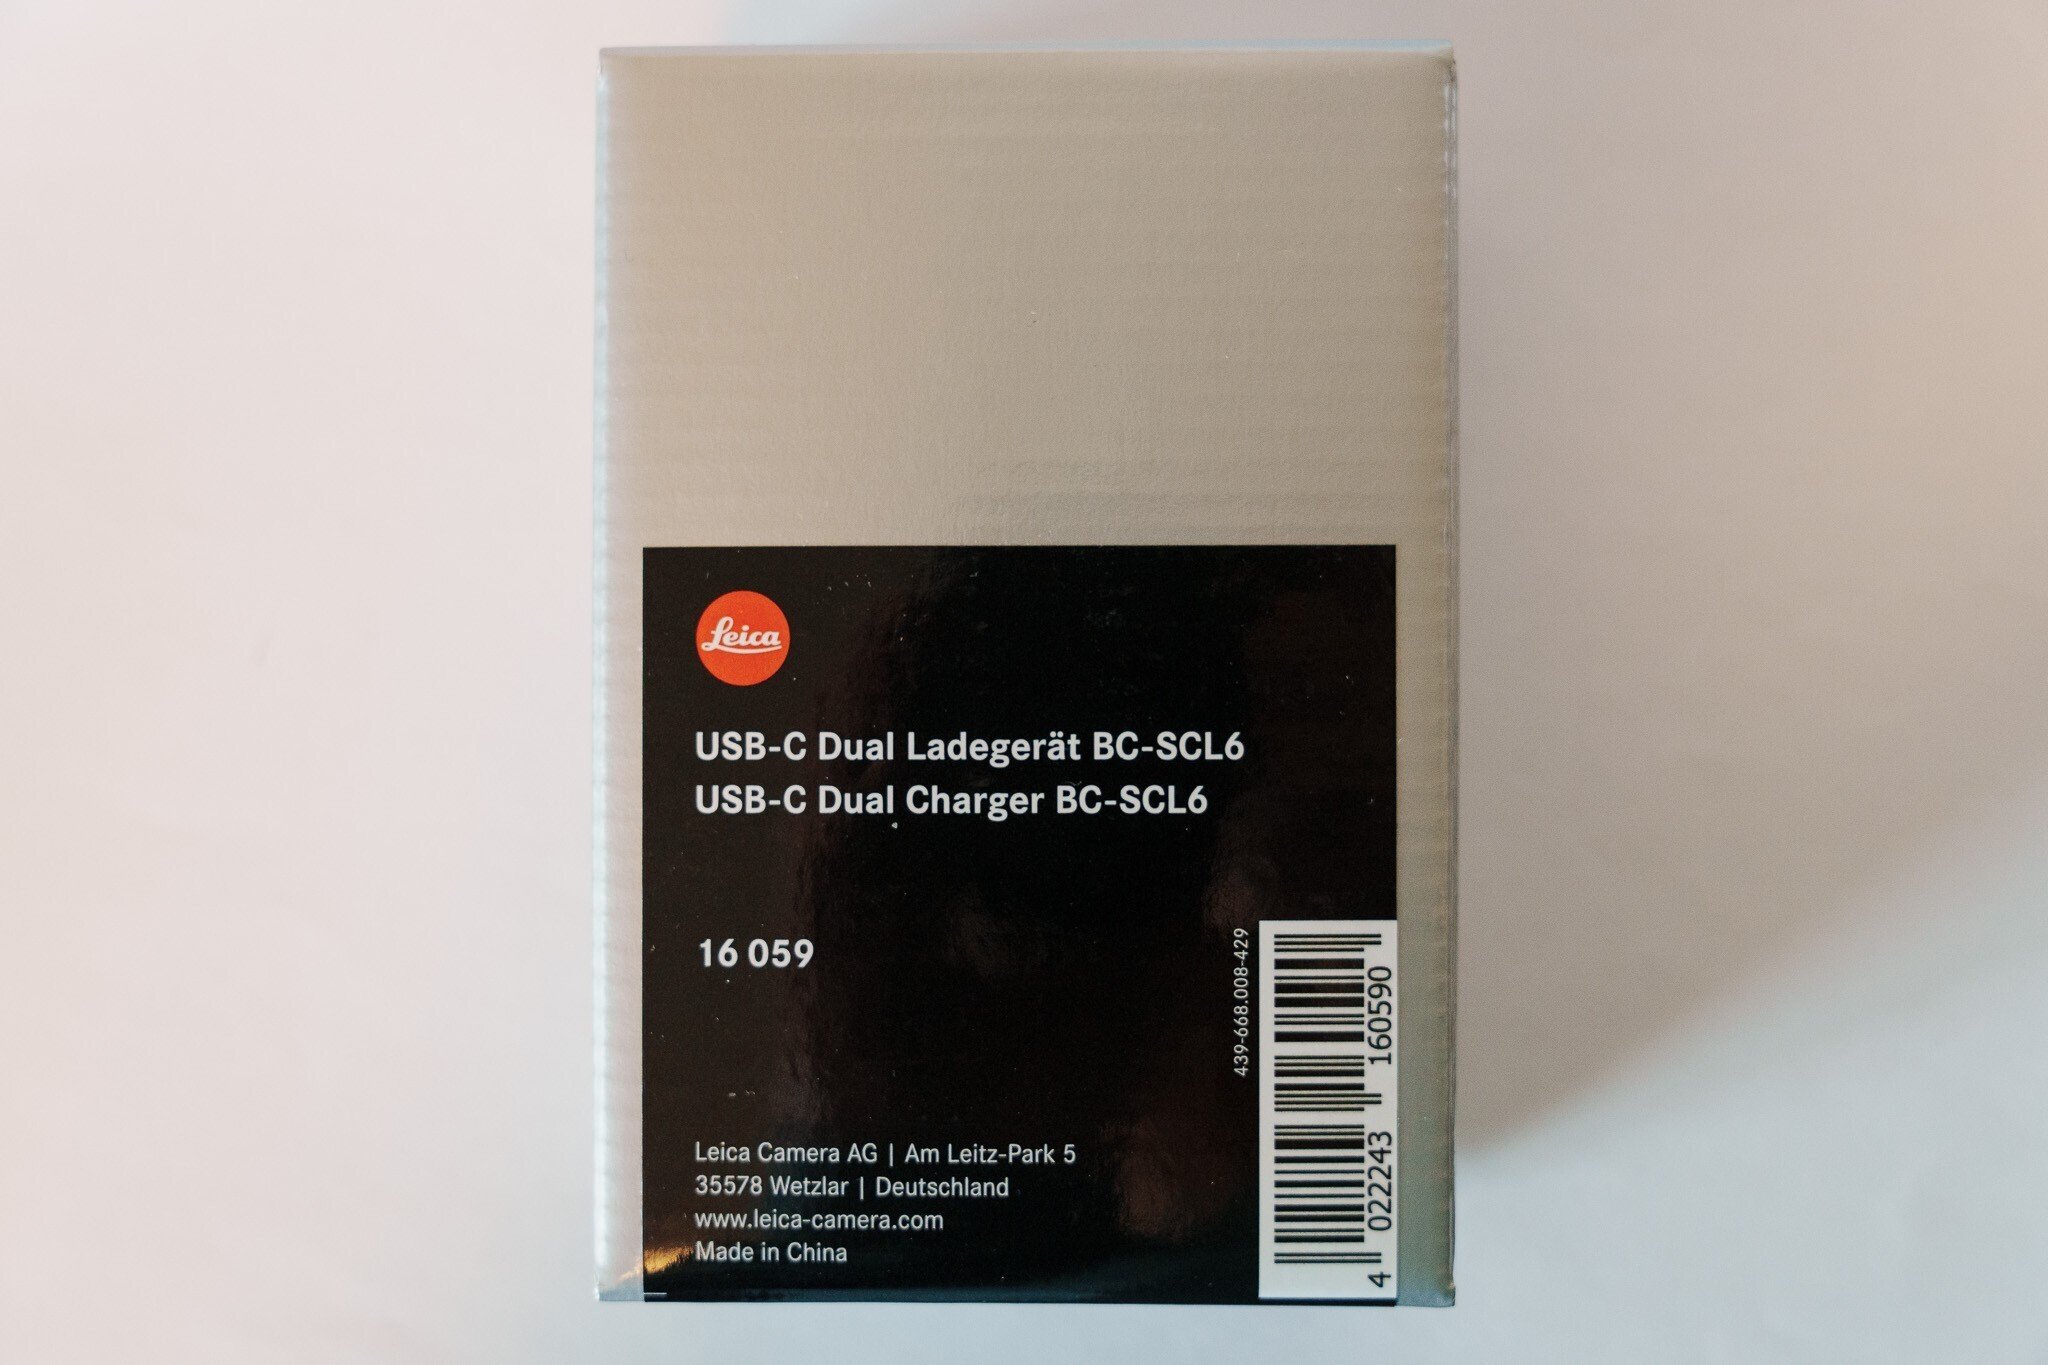 Leica
USB-C Dual Ladegerät BC-SCL6
USB-C Dual Charger BC-SCL6
16 059
439-668.008-429
4 022243 160590
Leica Camera AG | Am Leitz-Park 5
35578 Wetzlar | Deutschland
www.leica-camera.com
Made in China